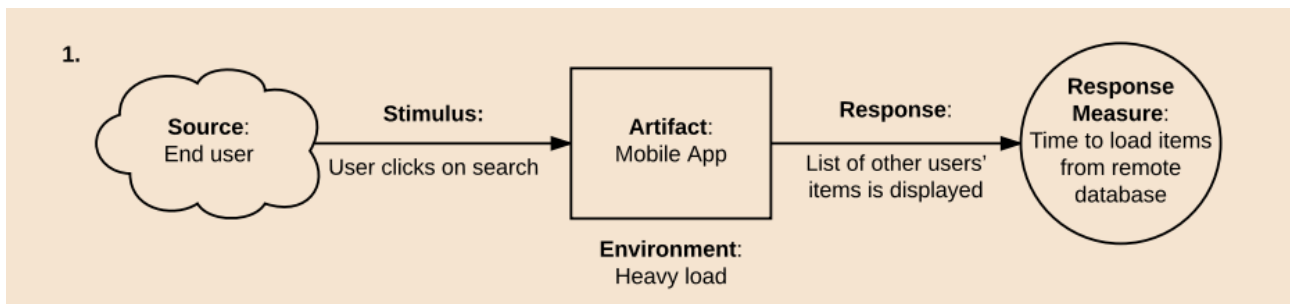 1.
Source:
End user
Stimulus:
User clicks on search
Artifact:
Mobile App
Environment:
Heavy load
Response:
List of other users’
items is displayed
Response
Measure:
Time to load items
from remote
database